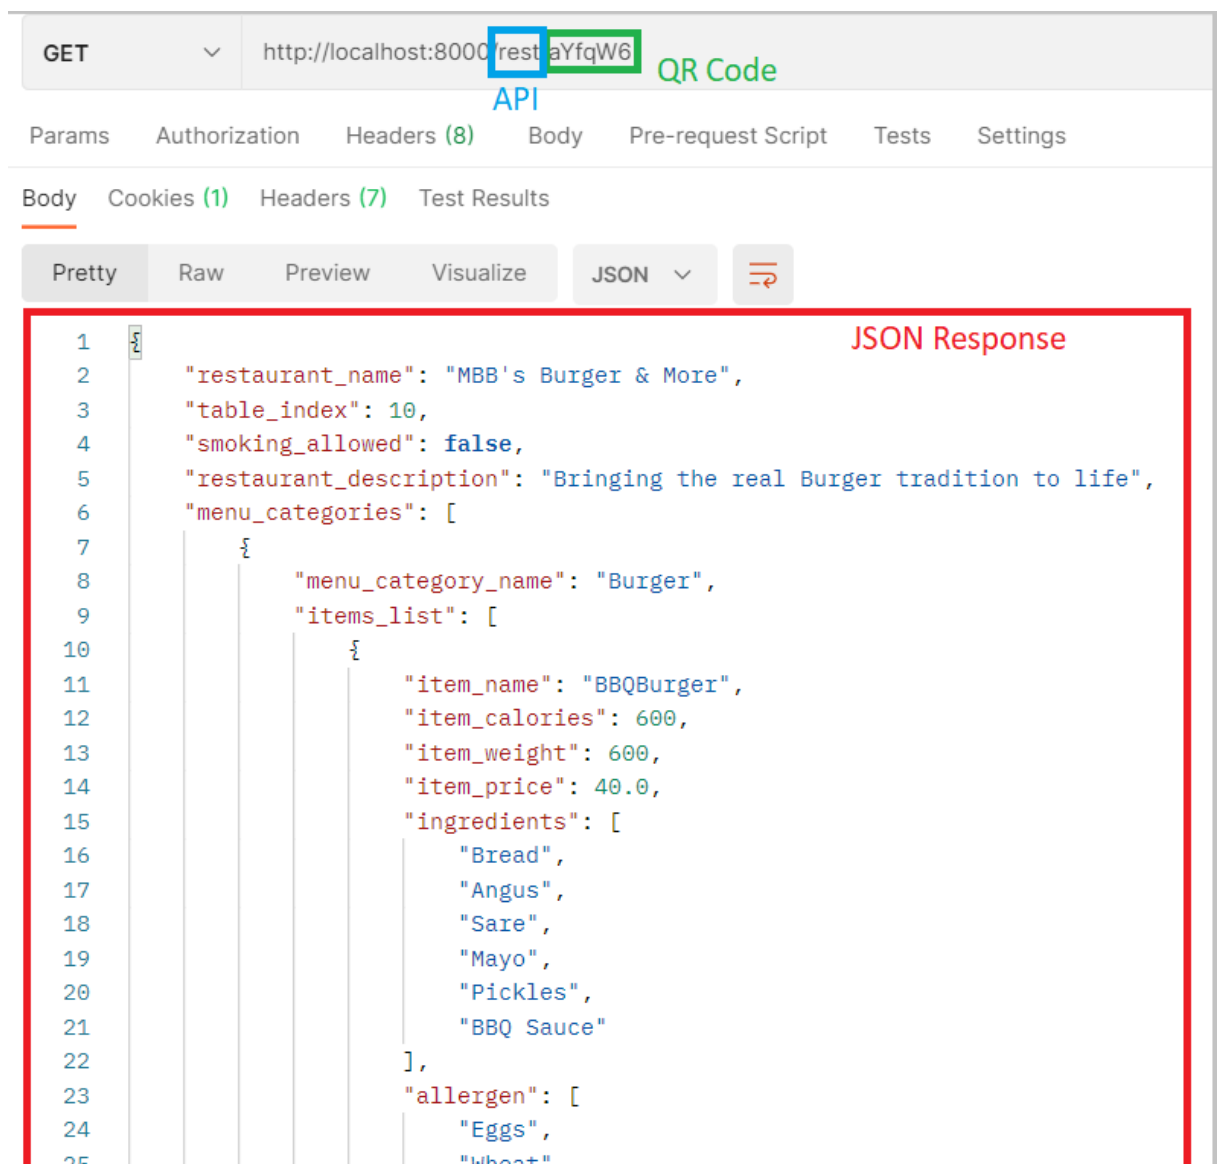 GET http://localhost:8000/rest/aYfqW6
QR Code
API
Params Authorization Headers (8) Body Pre-request Script Tests Settings
Body Cookies (1) Headers (7) Test Results
Pretty Raw Preview Visualize JSON
JSON Response
1 {
2 "restaurant_name": "MBB's Burger & More",
3 "table_index": 10,
4 "smoking_allowed": false,
5 "restaurant_description": "Bringing the real Burger tradition to life",
6 "menu_categories": [
7 {
8 "menu_category_name": "Burger",
9 "items_list": [
10 {
11 "item_name": "BBQBurger",
12 "item_calories": 600,
13 "item_weight": 600,
14 "item_price": 40.0,
15 "ingredients": [
16 "Bread",
17 "Angus",
18 "Sare",
19 "Mayo",
20 "Pickles",
21 "BBQ Sauce"
22 ],
23 "allergen": [
24 "Eggs",
25 "Wheat"